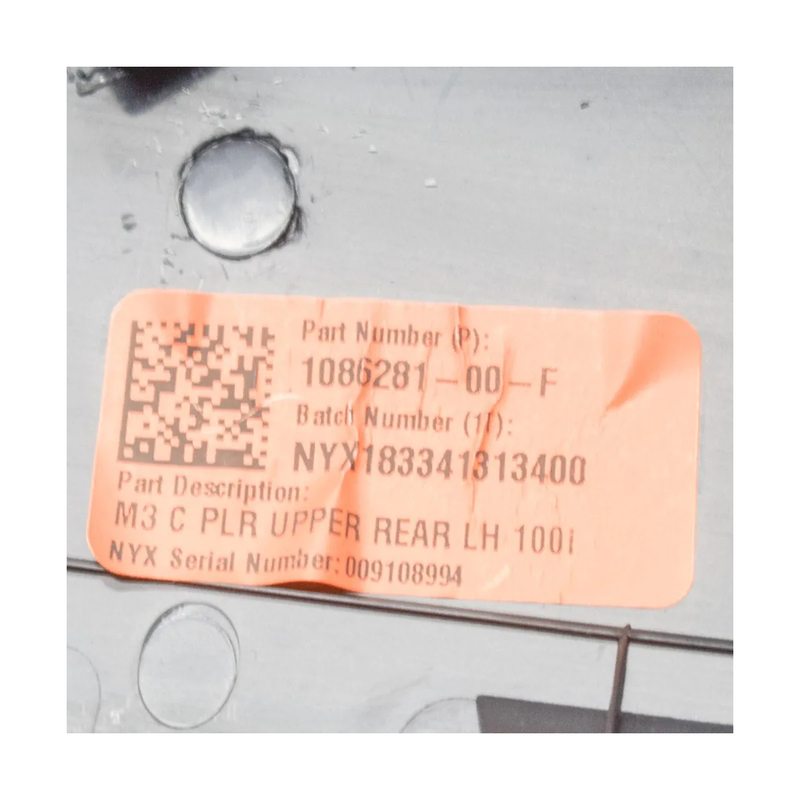 Part Number (P):
1086281-00-F
Batch Number (1T):
NYX183341313400
Part Description:
M3 C PLR UPPER REAR LH 100i
NYX Serial Number:009108994